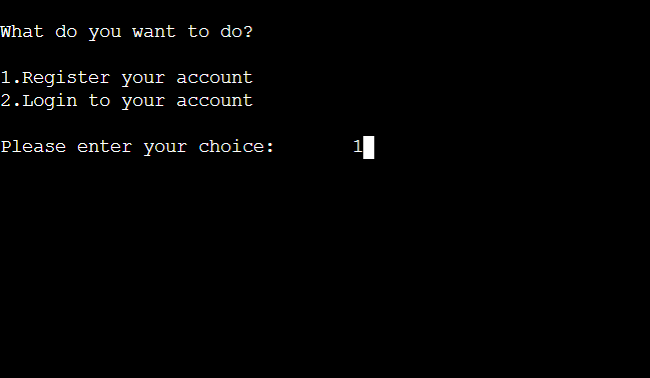 What do you want to do?
1.Register your account
2.Login to your account
Please enter your choice: 1